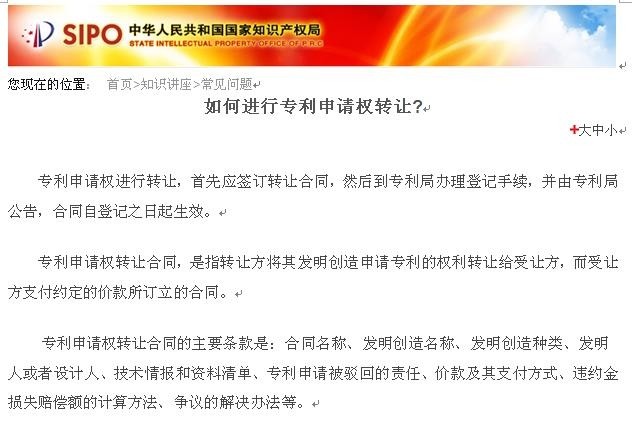 SIPO 中华人民共和国国家知识产权局
STATE INTELLECTUAL PROPERTY OFFICE OF P.R.C
您现在的位置： 首页>知识讲座>常见问题
如何进行专利申请权转让?
大中小
专利申请权进行转让，首先应签订转让合同，然后到专利局办理登记手续，并由专利局
公告，合同自登记之日起生效。
专利申请权转让合同，是指转让方将其发明创造申请专利的权利转让给受让方，而受让
方支付约定的价款所订立的合同。
专利申请权转让合同的主要条款是：合同名称、发明创造名称、发明创造种类、发明
人或者设计人、技术情报和资料清单、专利申请被驳回的责任、价款及其支付方式、违约金
损失赔偿额的计算方法、争议的解决办法等。